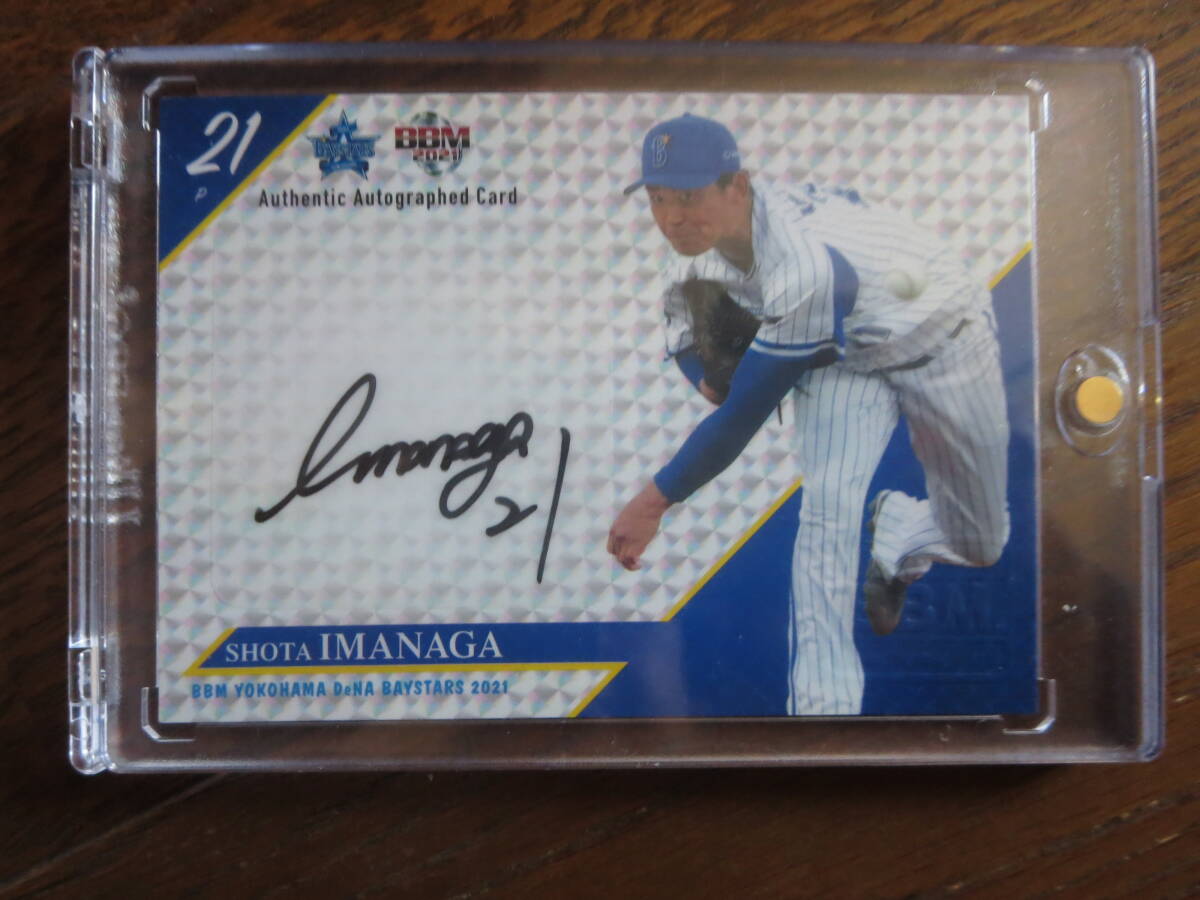 21
P
BAYSTARS
BBM
2021
Authentic Autographed Card
B
Imanaga
21
SHOTA IMANAGA
BBM YOKOHAMA DeNA BAYSTARS 2021